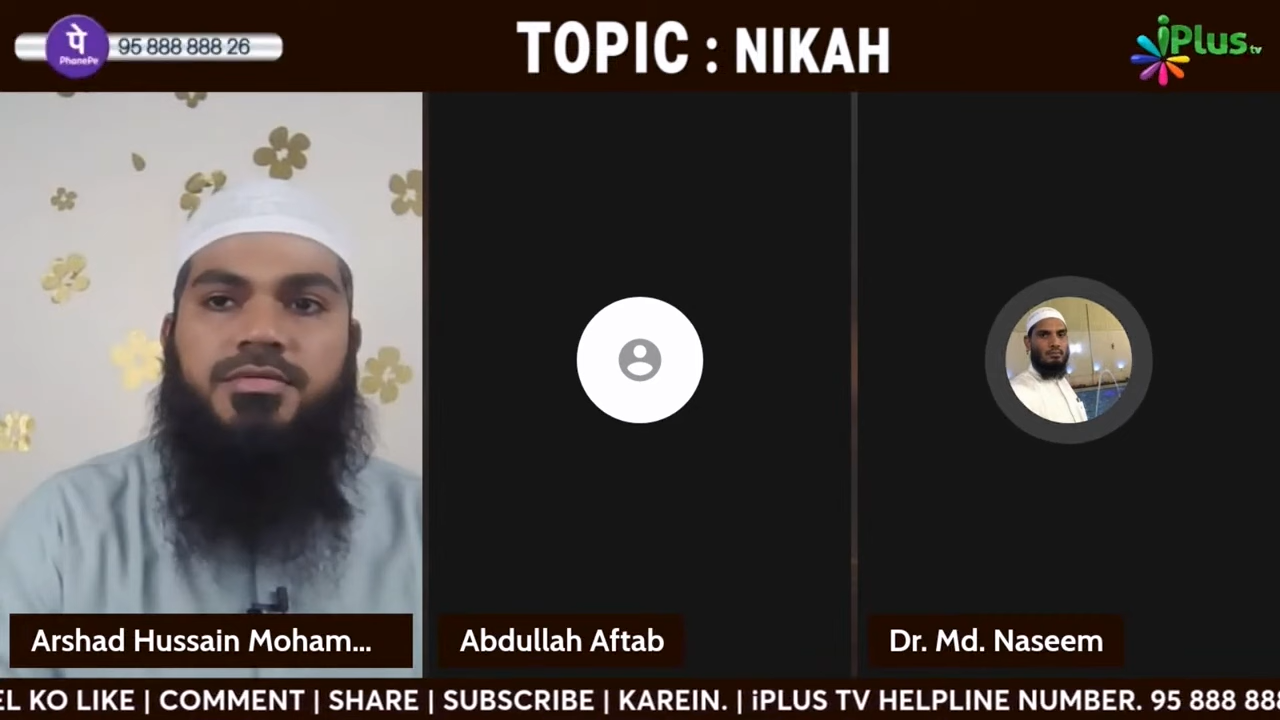 पे
PhonePe
95 888 888 26
TOPIC : NIKAH
iPlus tv
Arshad Hussain Moham...
Abdullah Aftab
Dr. Md. Naseem
EL KO LIKE | COMMENT | SHARE | SUBSCRIBE | KAREIN. | iPLUS TV HELPLINE NUMBER. 95 888 88